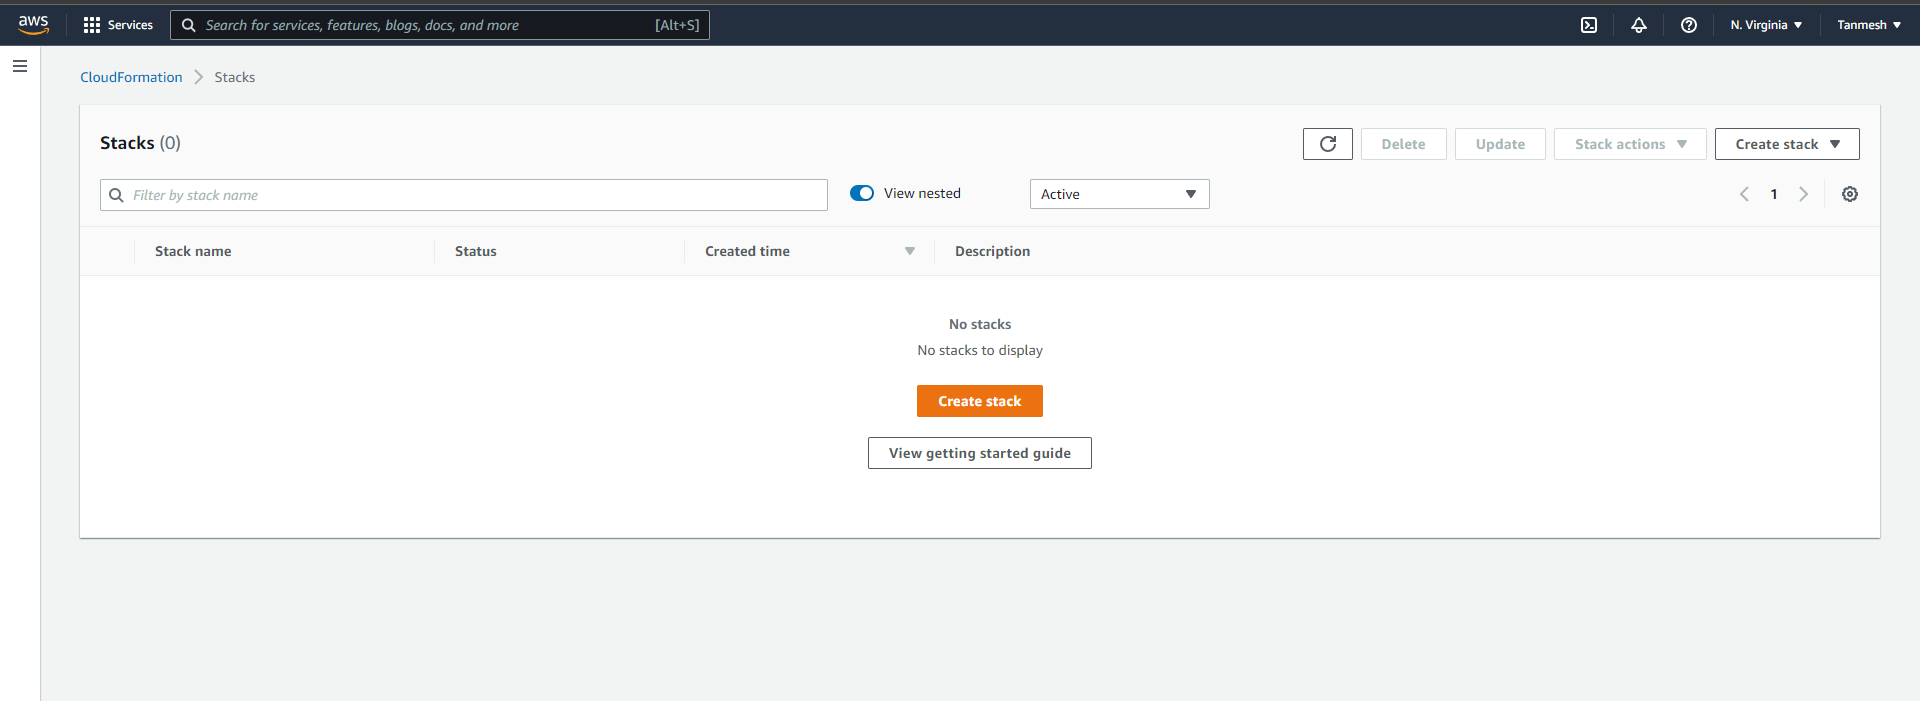 aws Services Search for services, features, blogs, docs, and more [Alt+S] N. Virginia Tanmesh
CloudFormation Stacks
Stacks (0) Delete Update Stack actions Create stack
Filter by stack name View nested Active 1
Stack name Status Created time Description
No stacks
No stacks to display
Create stack
View getting started guide